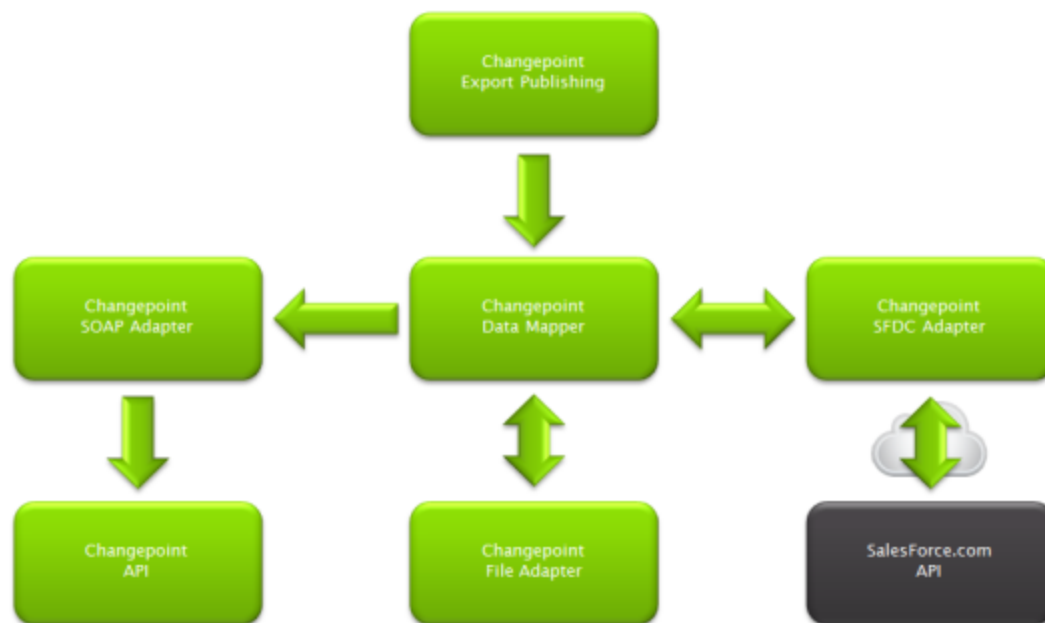 Changepoint
Export Publishing
Changepoint
SOAP Adapter
Changepoint
Data Mapper
Changepoint
SFDC Adapter
Changepoint
API
Changepoint
File Adapter
SalesForce.com
API